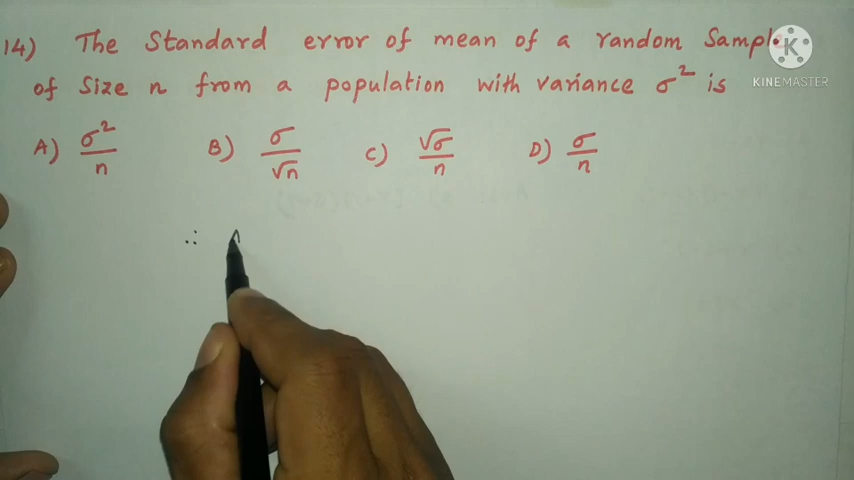 14) The Standard error of mean of a random Sample
of Size n from a population with variance σ² is
A) σ²/n B) σ/√n C) √σ/n D) σ/n
∴
K
KINEMASTER